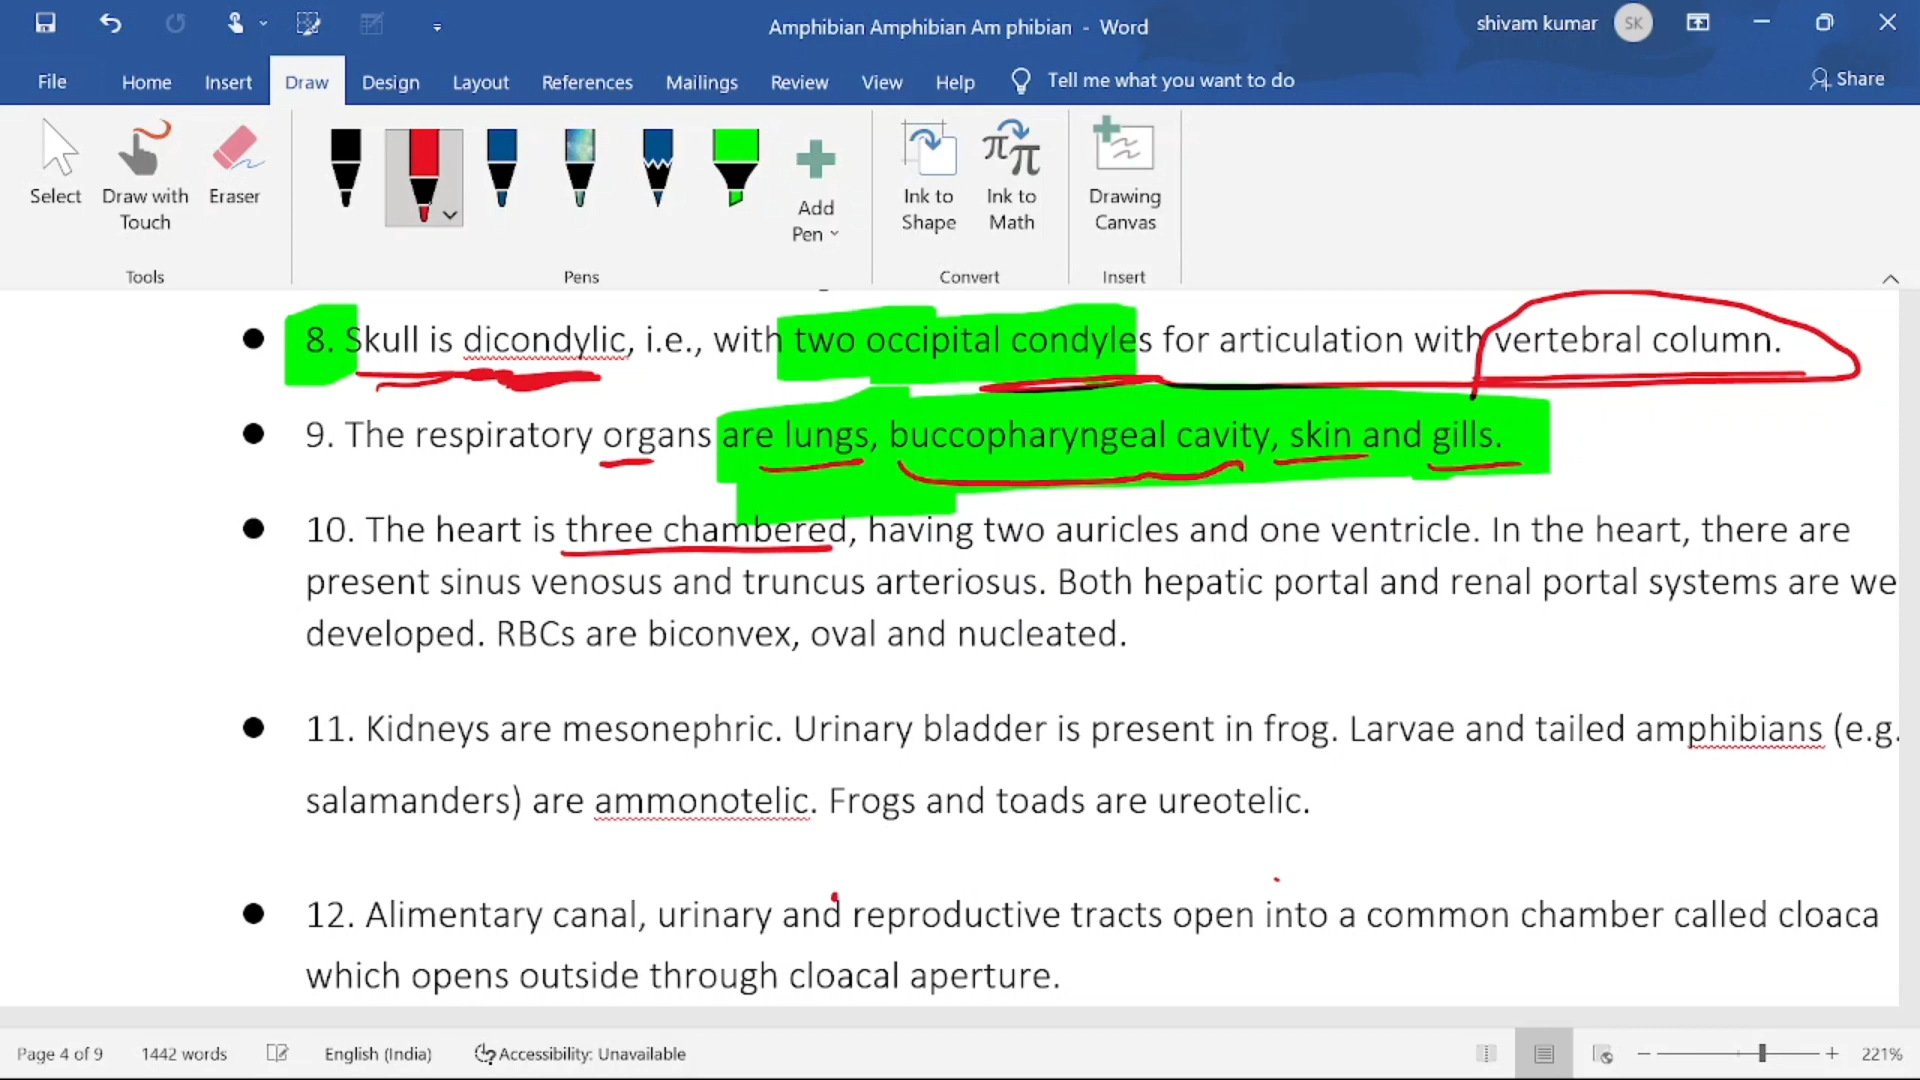 Amphibian Amphibian Am phibian - Word
shivam kumar SK
File Home Insert Draw Design Layout References Mailings Review View Help Tell me what you want to do Share
Select
Draw with Touch
Eraser
Add Pen
Ink to Shape
Ink to Math
Drawing Canvas
Tools Pens Convert Insert
8. Skull is dicondylic, i.e., with two occipital condyles for articulation with vertebral column.
9. The respiratory organs are lungs, buccopharyngeal cavity, skin and gills.
10. The heart is three chambered, having two auricles and one ventricle. In the heart, there are
present sinus venosus and truncus arteriosus. Both hepatic portal and renal portal systems are we
developed. RBCs are biconvex, oval and nucleated.
11. Kidneys are mesonephric. Urinary bladder is present in frog. Larvae and tailed amphibians (e.g.
salamanders) are ammonotelic. Frogs and toads are ureotelic.
12. Alimentary canal, urinary and reproductive tracts open into a common chamber called cloaca
which opens outside through cloacal aperture.
Page 4 of 9 1442 words English (India) Accessibility: Unavailable 221%